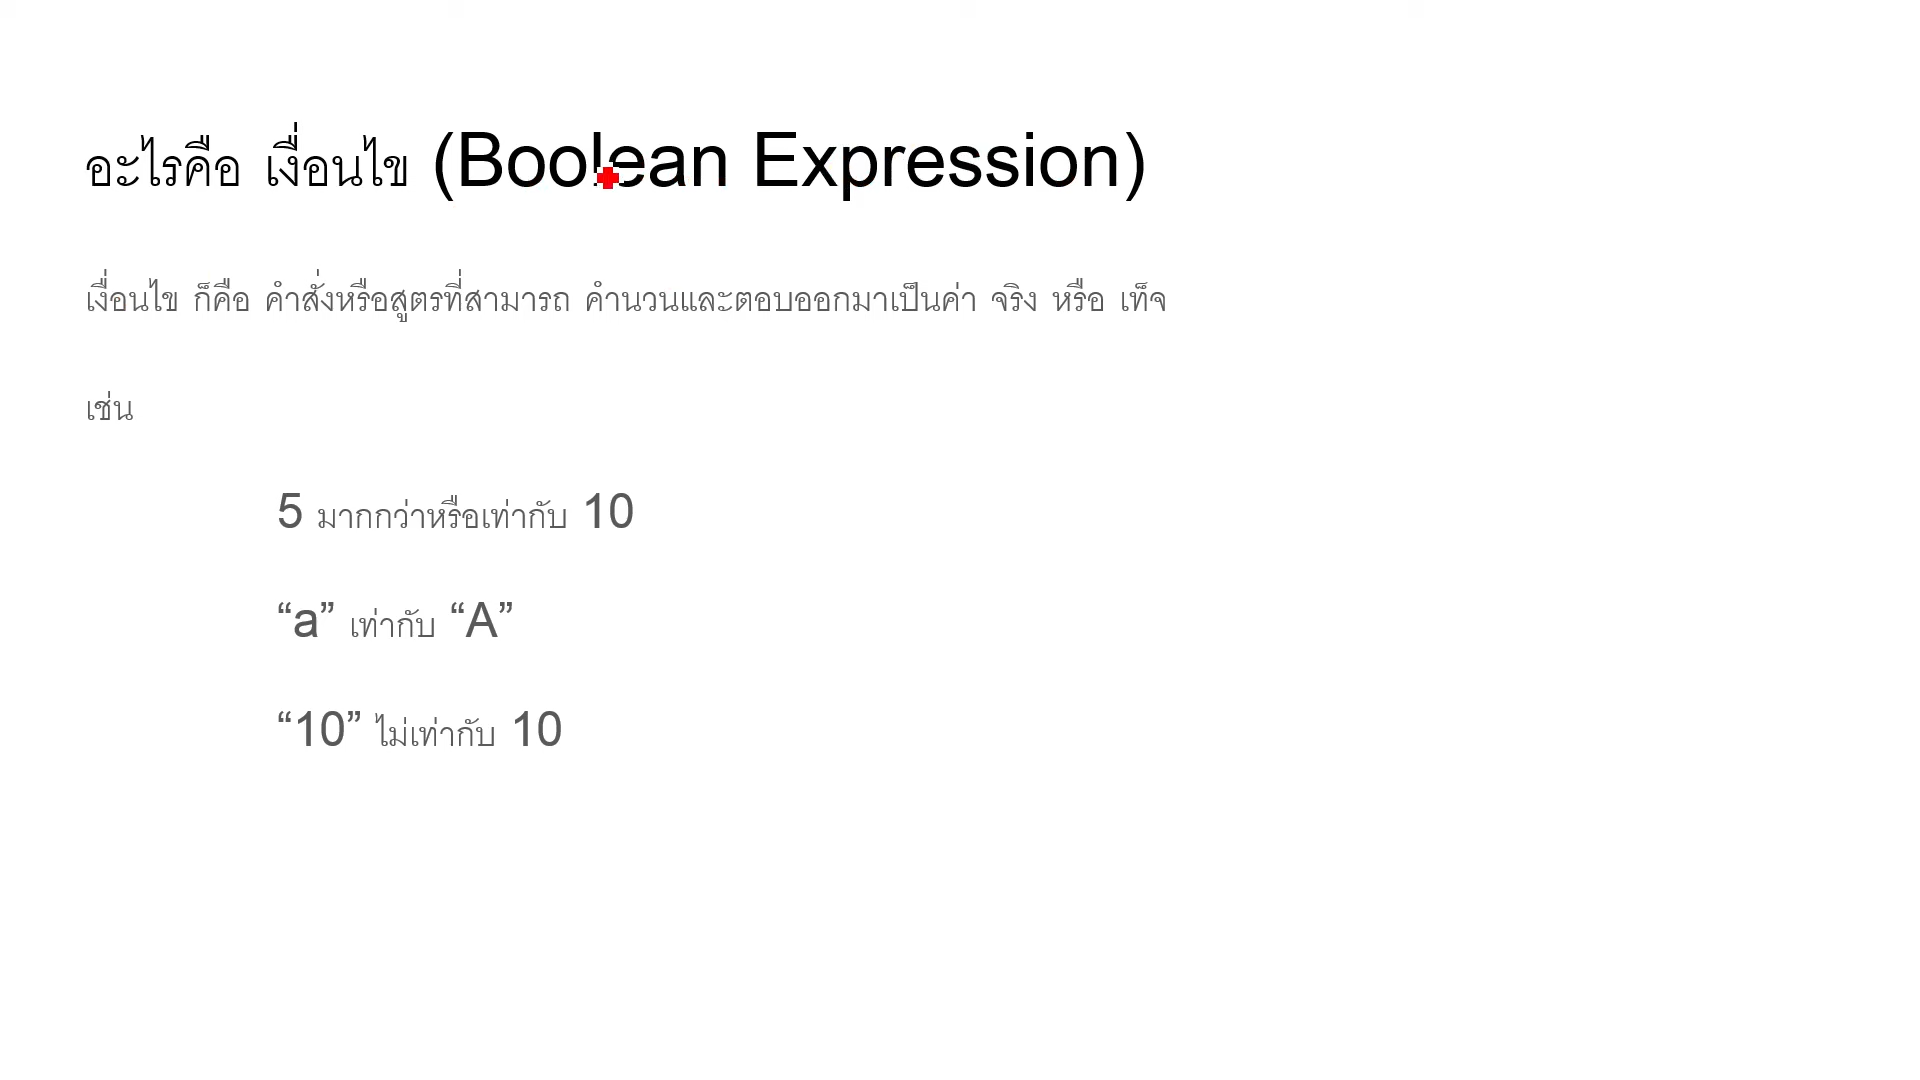 อะไรคือ เงื่อนไข (Boolean Expression)
เงื่อนไข ก็คือ คำสั่งหรือสูตรที่สามารถ คำนวนและตอบออกมาเป็นค่า จริง หรือ เท็จ
เช่น
5 มากกว่าหรือเท่ากับ 10
“a” เท่ากับ “A”
“10” ไม่เท่ากับ 10